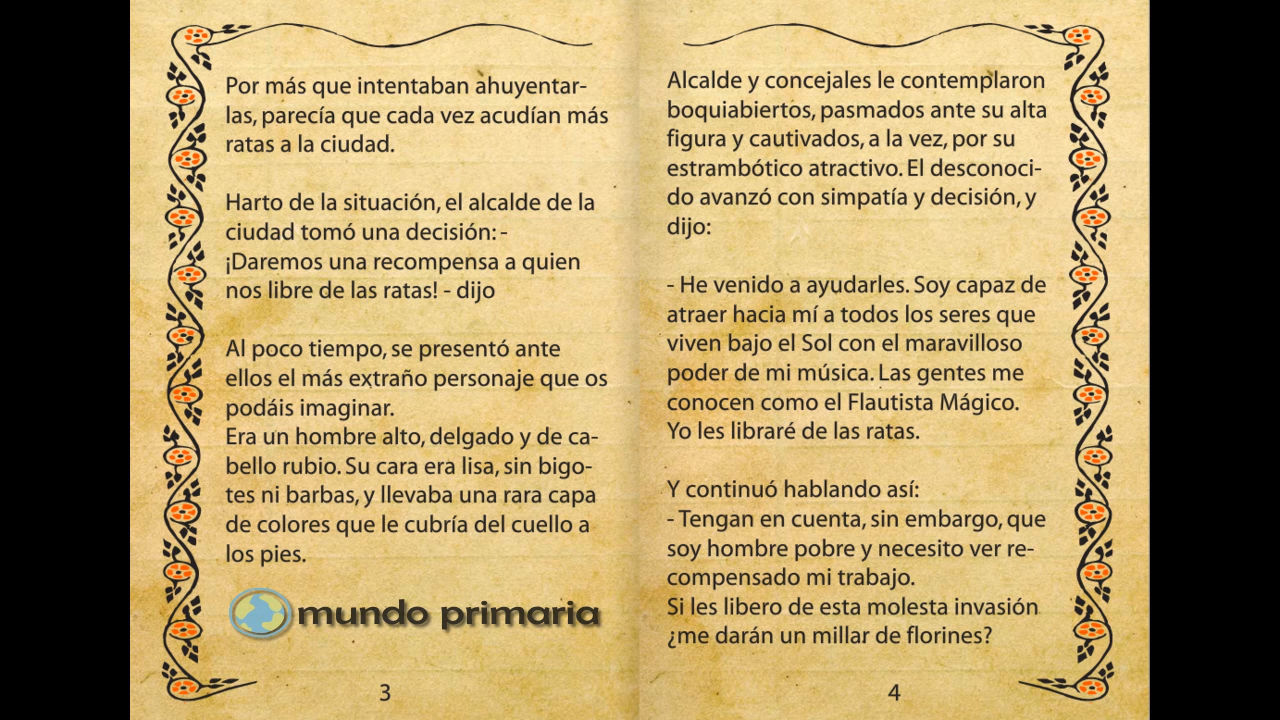 Por más que intentaban ahuyentar-
las, parecía que cada vez acudían más
ratas a la ciudad.
Harto de la situación, el alcalde de la
ciudad tomó una decisión: -
¡Daremos una recompensa a quien
nos libre de las ratas! - dijo
Al poco tiempo, se presentó ante
ellos el más extraño personaje que os
podáis imaginar.
Era un hombre alto, delgado y de ca-
bello rubio. Su cara era lisa, sin bigo-
tes ni barbas, y llevaba una rara capa
de colores que le cubría del cuello a
los pies.
mundo primaria
3
Alcalde y concejales le contemplaron
boquiabiertos, pasmados ante su alta
figura y cautivados, a la vez, por su
estrambótico atractivo. El desconoci-
do avanzó con simpatía y decisión, y
dijo:
- He venido a ayudarles. Soy capaz de
atraer hacia mí a todos los seres que
viven bajo el Sol con el maravilloso
poder de mi música. Las gentes me
conocen como el Flautista Mágico.
Yo les libraré de las ratas.
Y continuó hablando así:
- Tengan en cuenta, sin embargo, que
soy hombre pobre y necesito ver re-
compensado mi trabajo.
Si les libero de esta molesta invasión
¿me darán un millar de florines?
4